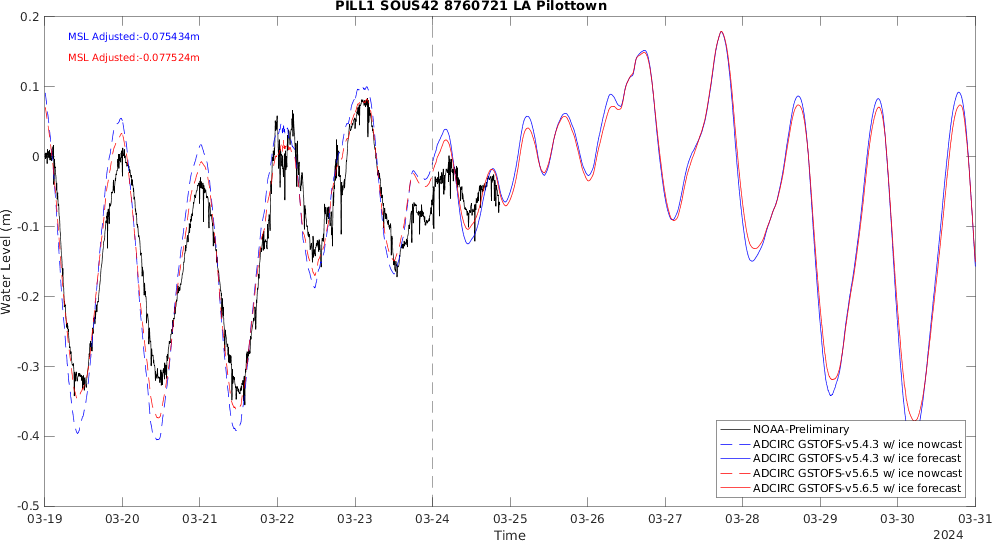 PILL1 SOUS42 8760721 LA Pilottown
MSL Adjusted:-0.075434m
MSL Adjusted:-0.077524m
0.2
0.1
0
-0.1
-0.2
-0.3
-0.4
-0.5
Water Level (m)
NOAA-Preliminary
ADCIRC GSTOFS-v5.4.3 w/ ice nowcast
ADCIRC GSTOFS-v5.4.3 w/ ice forecast
ADCIRC GSTOFS-v5.6.5 w/ ice nowcast
ADCIRC GSTOFS-v5.6.5 w/ ice forecast
03-19 03-20 03-21 03-22 03-23 03-24 03-25 03-26 03-27 03-28 03-29 03-30 03-31
Time
2024